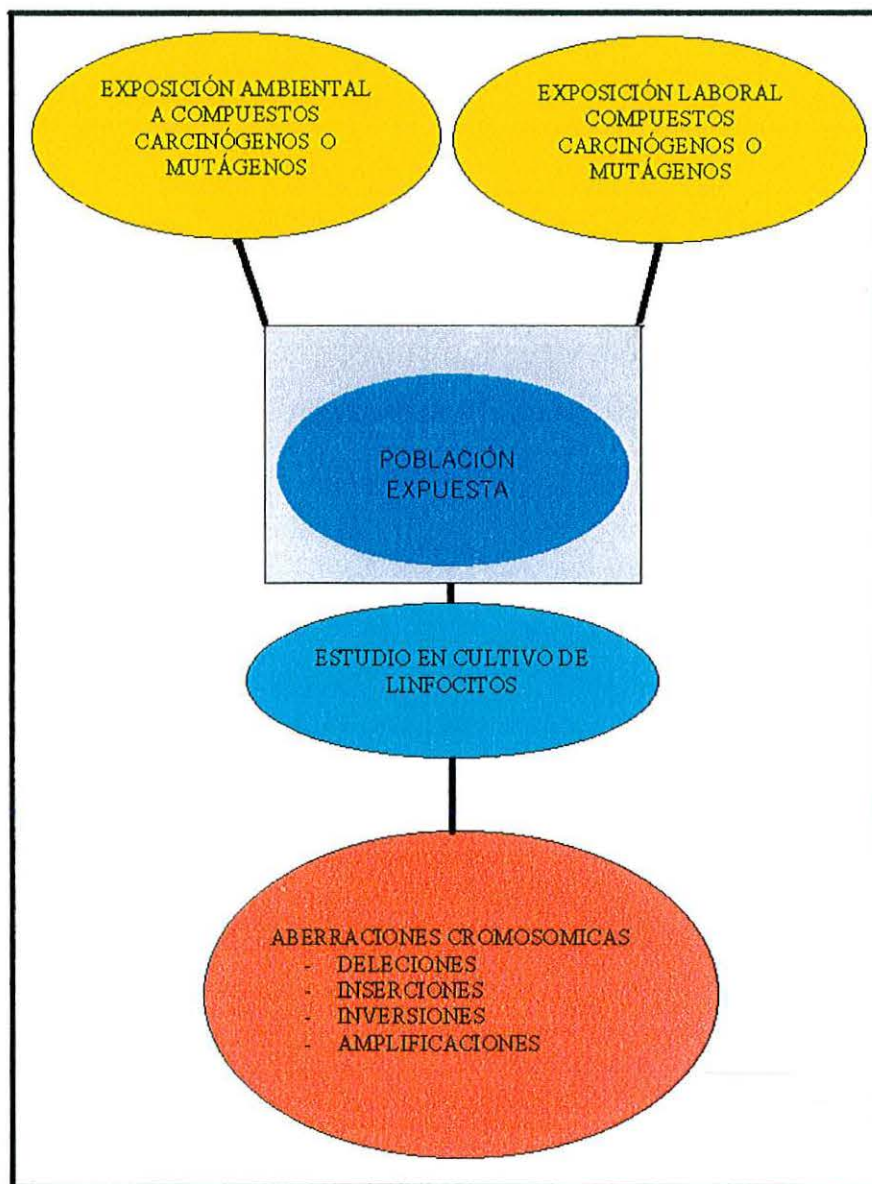 EXPOSICIÓN AMBIENTAL
A COMPUESTOS
CARCINÓGENOS O
MUTÁGENOS
EXPOSICIÓN LABORAL
COMPUESTOS
CARCINÓGENOS O
MUTÁGENOS
POBLACIÓN
EXPUESTA
ESTUDIO EN CULTIVO DE
LINFOCITOS
ABERRACIONES CROMOSOMICAS
- DELECIONES
- INSERCIONES
- INVERSIONES
- AMPLIFICACIONES